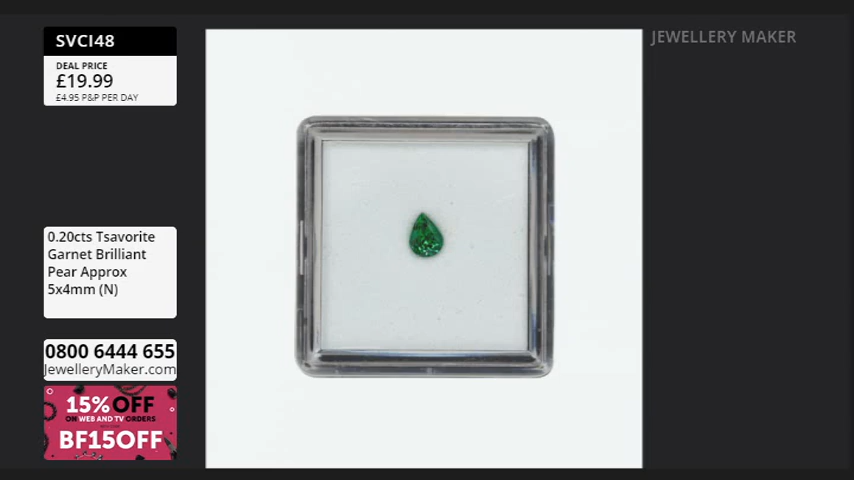 SVCI48
DEAL PRICE
£19.99
£4.95 P&P PER DAY
0.20cts Tsavorite
Garnet Brilliant
Pear Approx
5x4mm (N)
0800 6444 655
JewelleryMaker.com
15% OFF
ON WEB AND TV ORDERS
BF15OFF
JEWELLERY MAKER